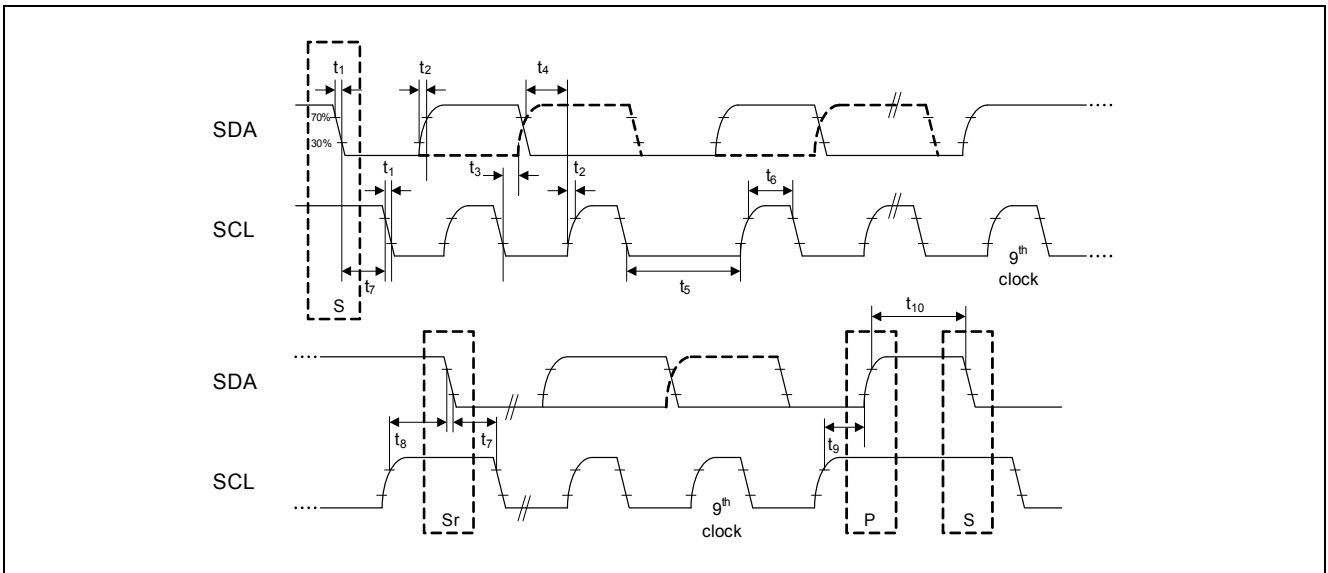 t1 t2 t4
70%
SDA
30%
t1 t3 t2 t6
SCL
9th
clock
t7 t5
S
t10
SDA
t8 t7 t9
SCL
9th
clock
Sr P S